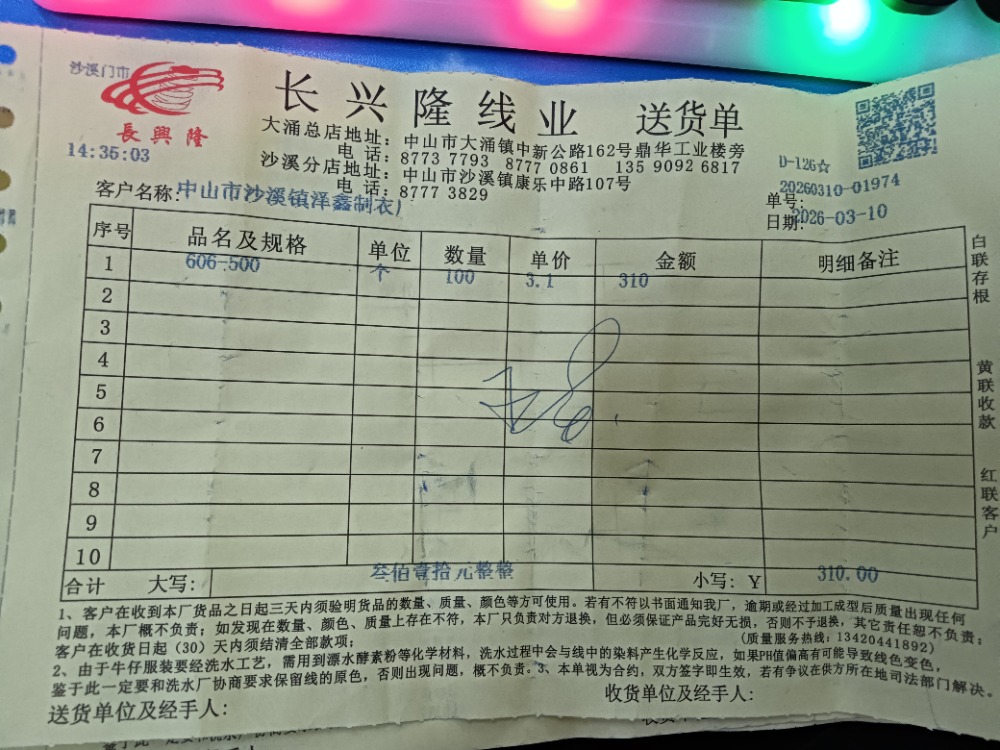 沙溪门市
長興隆
14:35:03
长兴隆线业 送货单
大涌总店地址：中山市大涌镇中新公路162号鼎华工业楼旁
电话：8773 7793 8777 0861 135 9092 6817
沙溪分店地址：中山市沙溪镇康乐中路107号
电话：8777 3829
D-126☆
客户名称:中山市沙溪镇泽鑫制衣厂
单号:20260310-01974
日期:2026-03-10
序号 品名及规格 单位 数量 单价 金额 明细备注
1 606-500 个 100 3.1 310
2
3
4
5
6
7
8
9
10
合计 大写: 叁佰壹拾元整整 小写: Y 310.00
白联存根
黄联收款
红联客户
1、客户在收到本厂货品之日起三天内须验明货品的数量、质量、颜色等方可使用。若有不符以书面通知我厂，逾期或经过加工成型后质量出现任何
问题，本厂概不负责；如发现在数量、颜色、质量上存在不符，本厂只负责对方退换，但必须保证产品完好无损，否则不予退换，其它责任恕不负责；
客户在收货日起（30）天内须结清全部款项； (质量服务热线: 13420441892)
2、由于牛仔服装要经洗水工艺，需用到漂水酵素粉等化学材料，洗水过程中会与线中的染料产生化学反应，如果PH值偏高有可能导致线色变色，
鉴于此一定要和洗水厂协商要求保留线的原色，否则出现问题，概不负责。3、本单视为合约，双方签字即生效，若有争议在供方所在地司法部门解决。
送货单位及经手人: 收货单位及经手人: